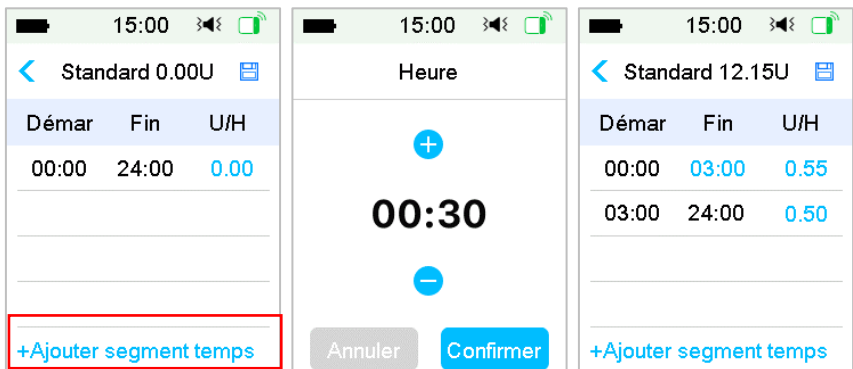 15:00
Standard 0.00U
Démar Fin U/H
00:00 24:00 0.00
+Ajouter segment temps
15:00
Heure
00:30
Annuler Confirmer
15:00
Standard 12.15U
Démar Fin U/H
00:00 03:00 0.55
03:00 24:00 0.50
+Ajouter segment temps